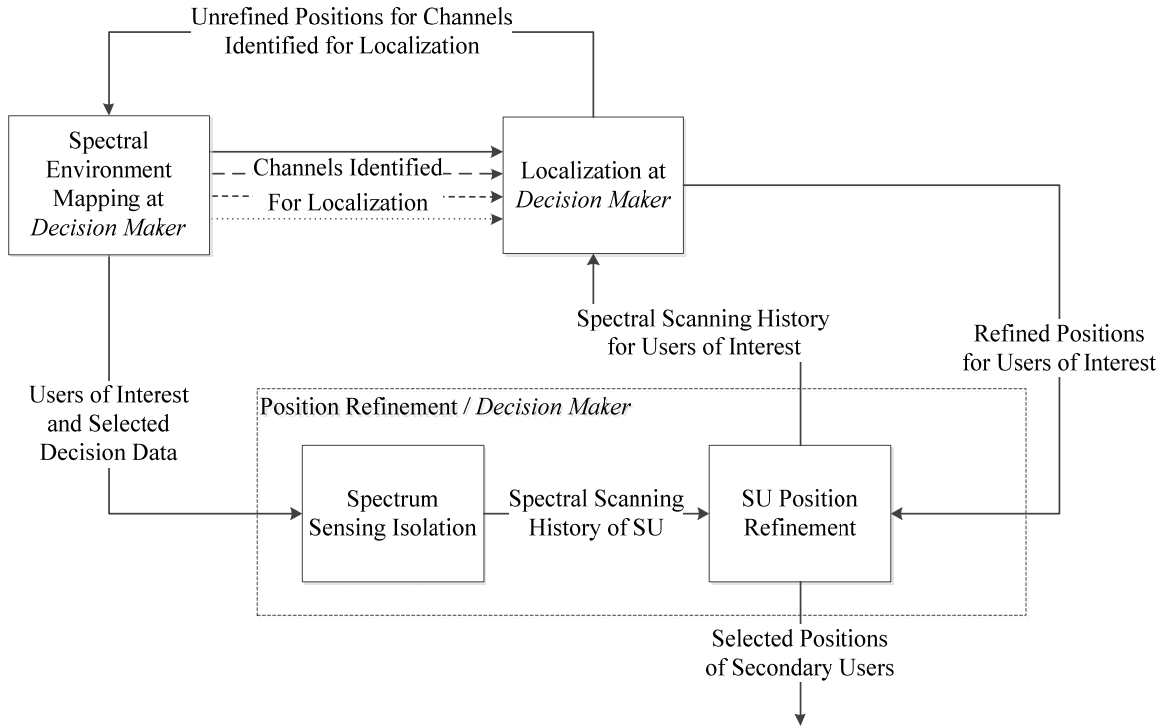 Unrefined Positions for Channels
Identified for Localization
Spectral
Environment
Mapping at
Decision Maker
Channels Identified
For Localization
Localization at
Decision Maker
Spectral Scanning History
for Users of Interest
Refined Positions
for Users of Interest
Users of Interest
and Selected
Decision Data
Position Refinement / Decision Maker
Spectrum
Sensing Isolation
Spectral Scanning
History of SU
SU Position
Refinement
Selected Positions
of Secondary Users